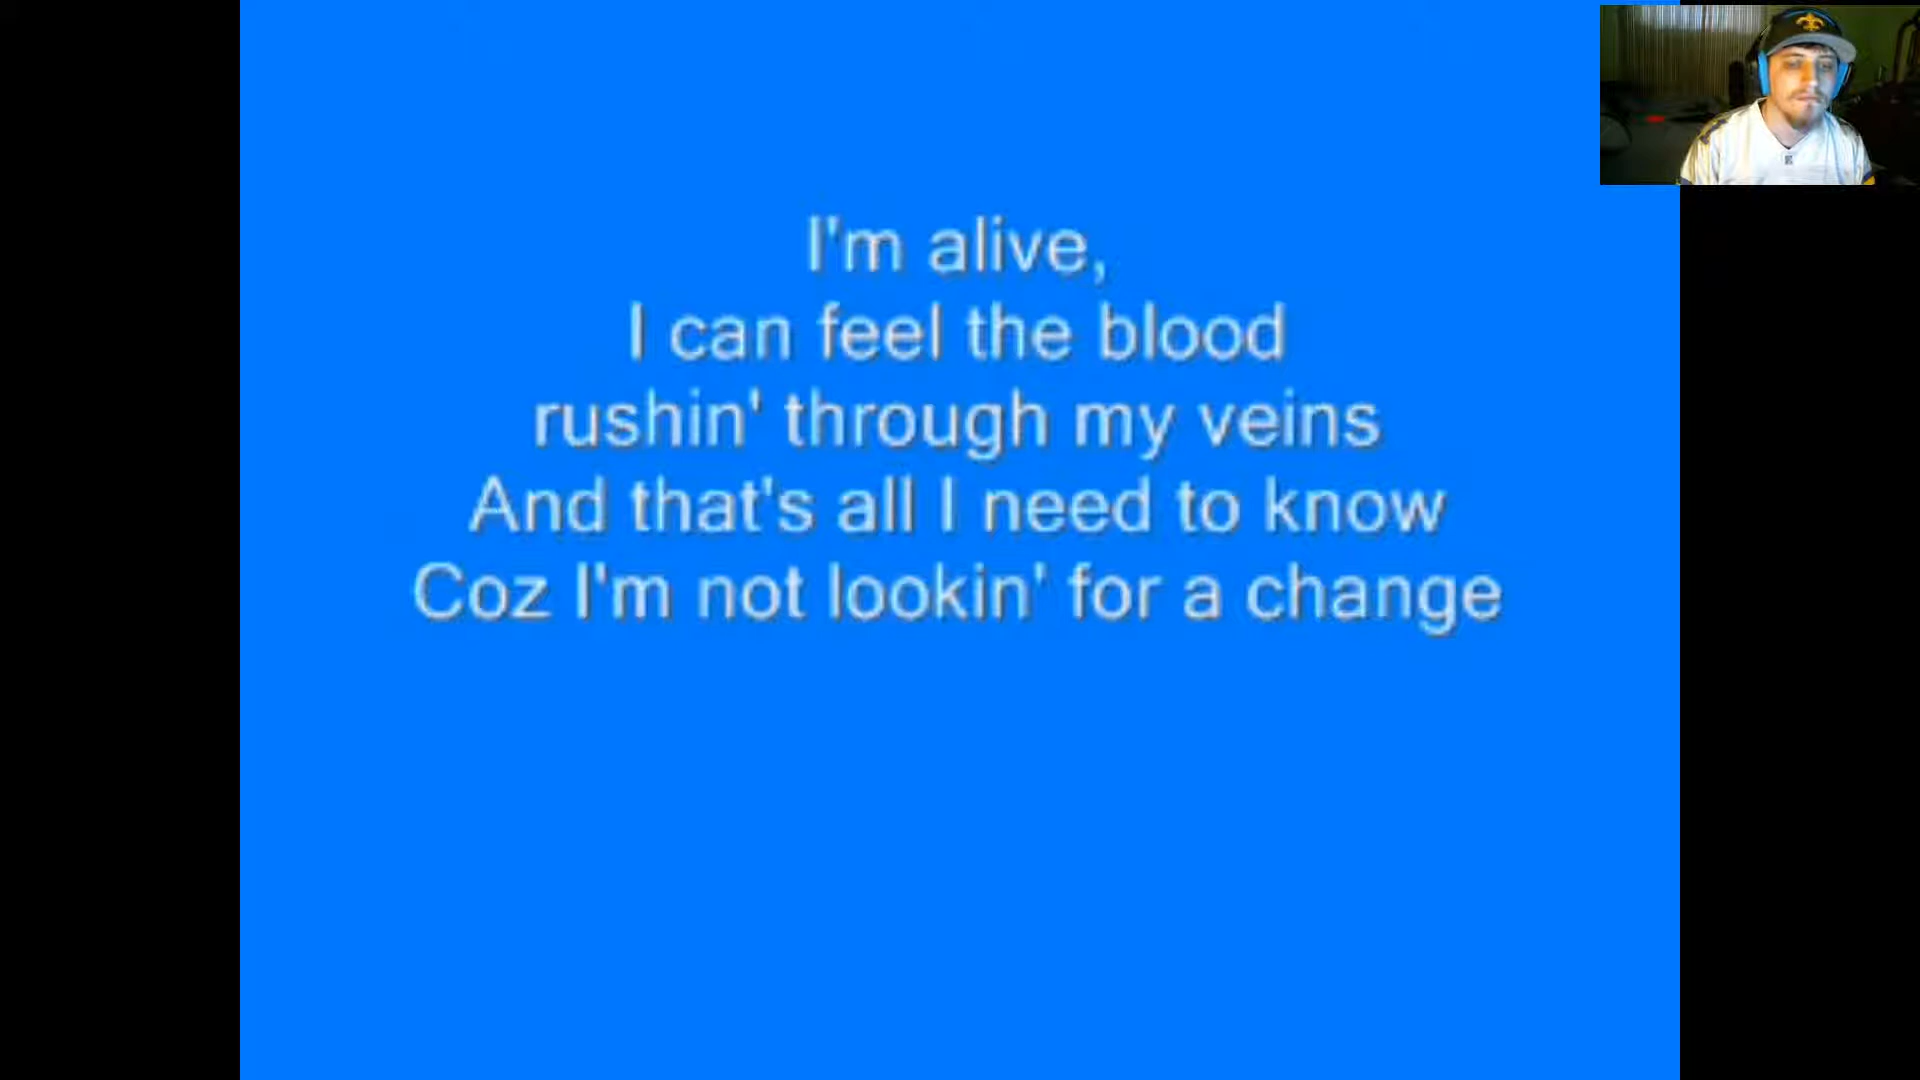 I'm alive,
I can feel the blood
rushin' through my veins
And that's all I need to know
Coz I'm not lookin' for a change